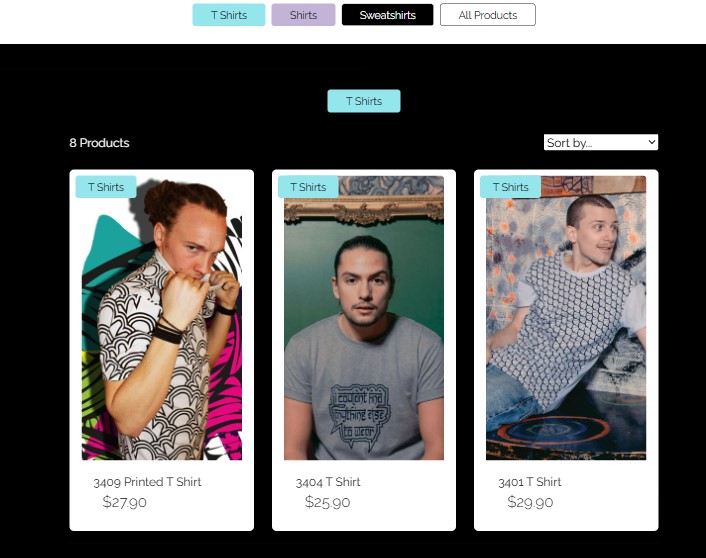 T Shirts
Shirts
Sweatshirts
All Products
T Shirts
8 Products
Sort by...
T Shirts
T Shirts
T Shirts
I couldnt find
anything else
to wear
3409 Printed T Shirt
3404 T Shirt
3401 T Shirt
$27.90
$25.90
$29.90